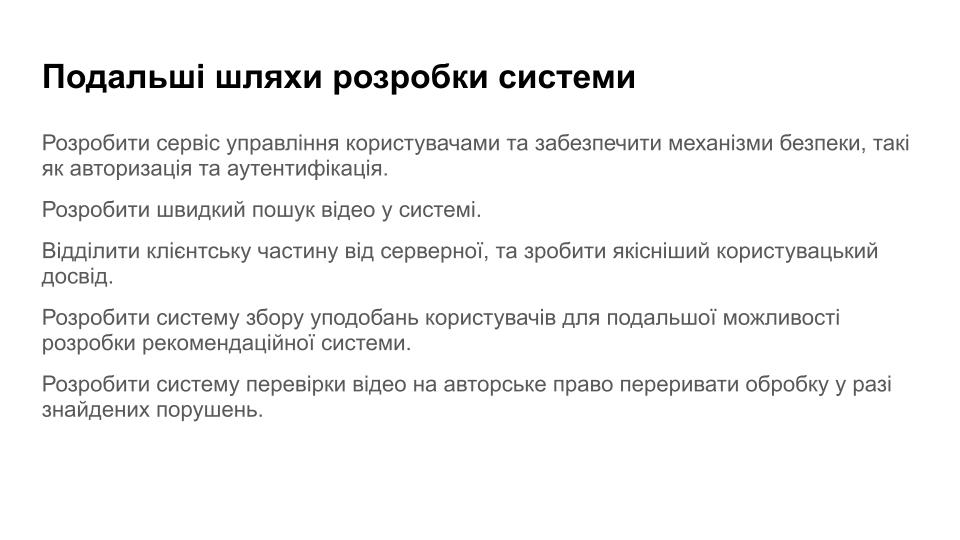 Подальші шляхи розробки системи
Розробити сервіс управління користувачами та забезпечити механізми безпеки, такі
як авторизація та аутентифікація.
Розробити швидкий пошук відео у системі.
Відділити клієнтську частину від серверної, та зробити якісніший користувацький
досвід.
Розробити систему збору уподобань користувачів для подальшої можливості
розробки рекомендаційної системи.
Розробити систему перевірки відео на авторське право переривати обробку у разі
знайдених порушень.